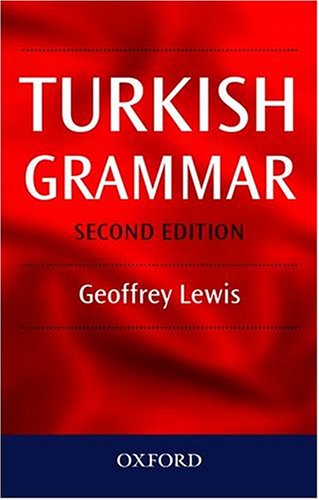 TURKISH
GRAMMAR
SECOND EDITION
Geoffrey Lewis
OXFORD